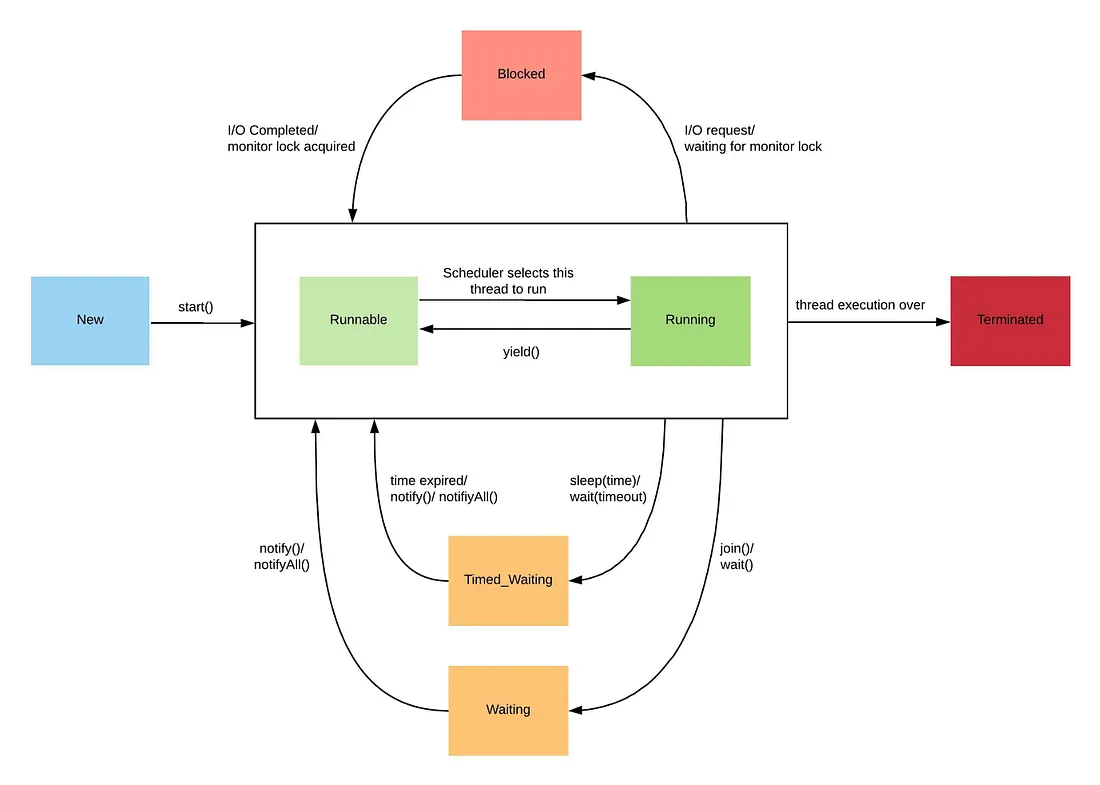 Blocked
I/O Completed/
monitor lock acquired
I/O request/
waiting for monitor lock
New
start()
Runnable
Scheduler selects this
thread to run
yield()
Running
thread execution over
Terminated
time expired/
notify()/ notifiyAll()
sleep(time)/
wait(timeout)
notify()/
notifyAll()
join()/
wait()
Timed_Waiting
Waiting